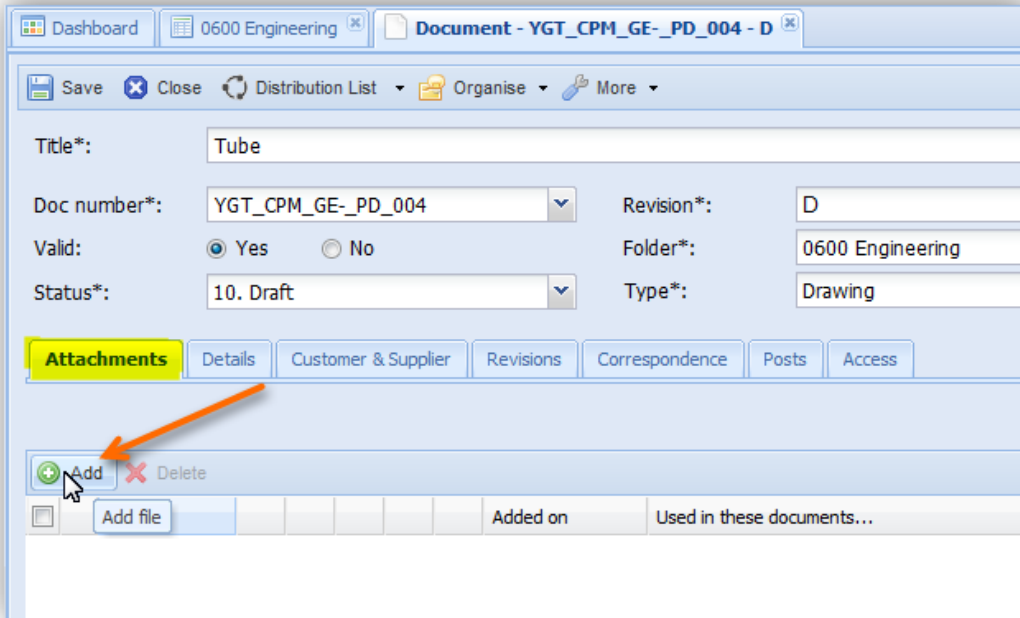 Dashboard 0600 Engineering Document - YGT_CPM_GE-_PD_004 - D
Save Close Distribution List Organise More
Title*: Tube
Doc number*: YGT_CPM_GE-_PD_004 Revision*: D
Valid: Yes No Folder*: 0600 Engineering
Status*: 10. Draft Type*: Drawing
Attachments Details Customer & Supplier Revisions Correspondence Posts Access
Add Delete
Add file Added on Used in these documents...